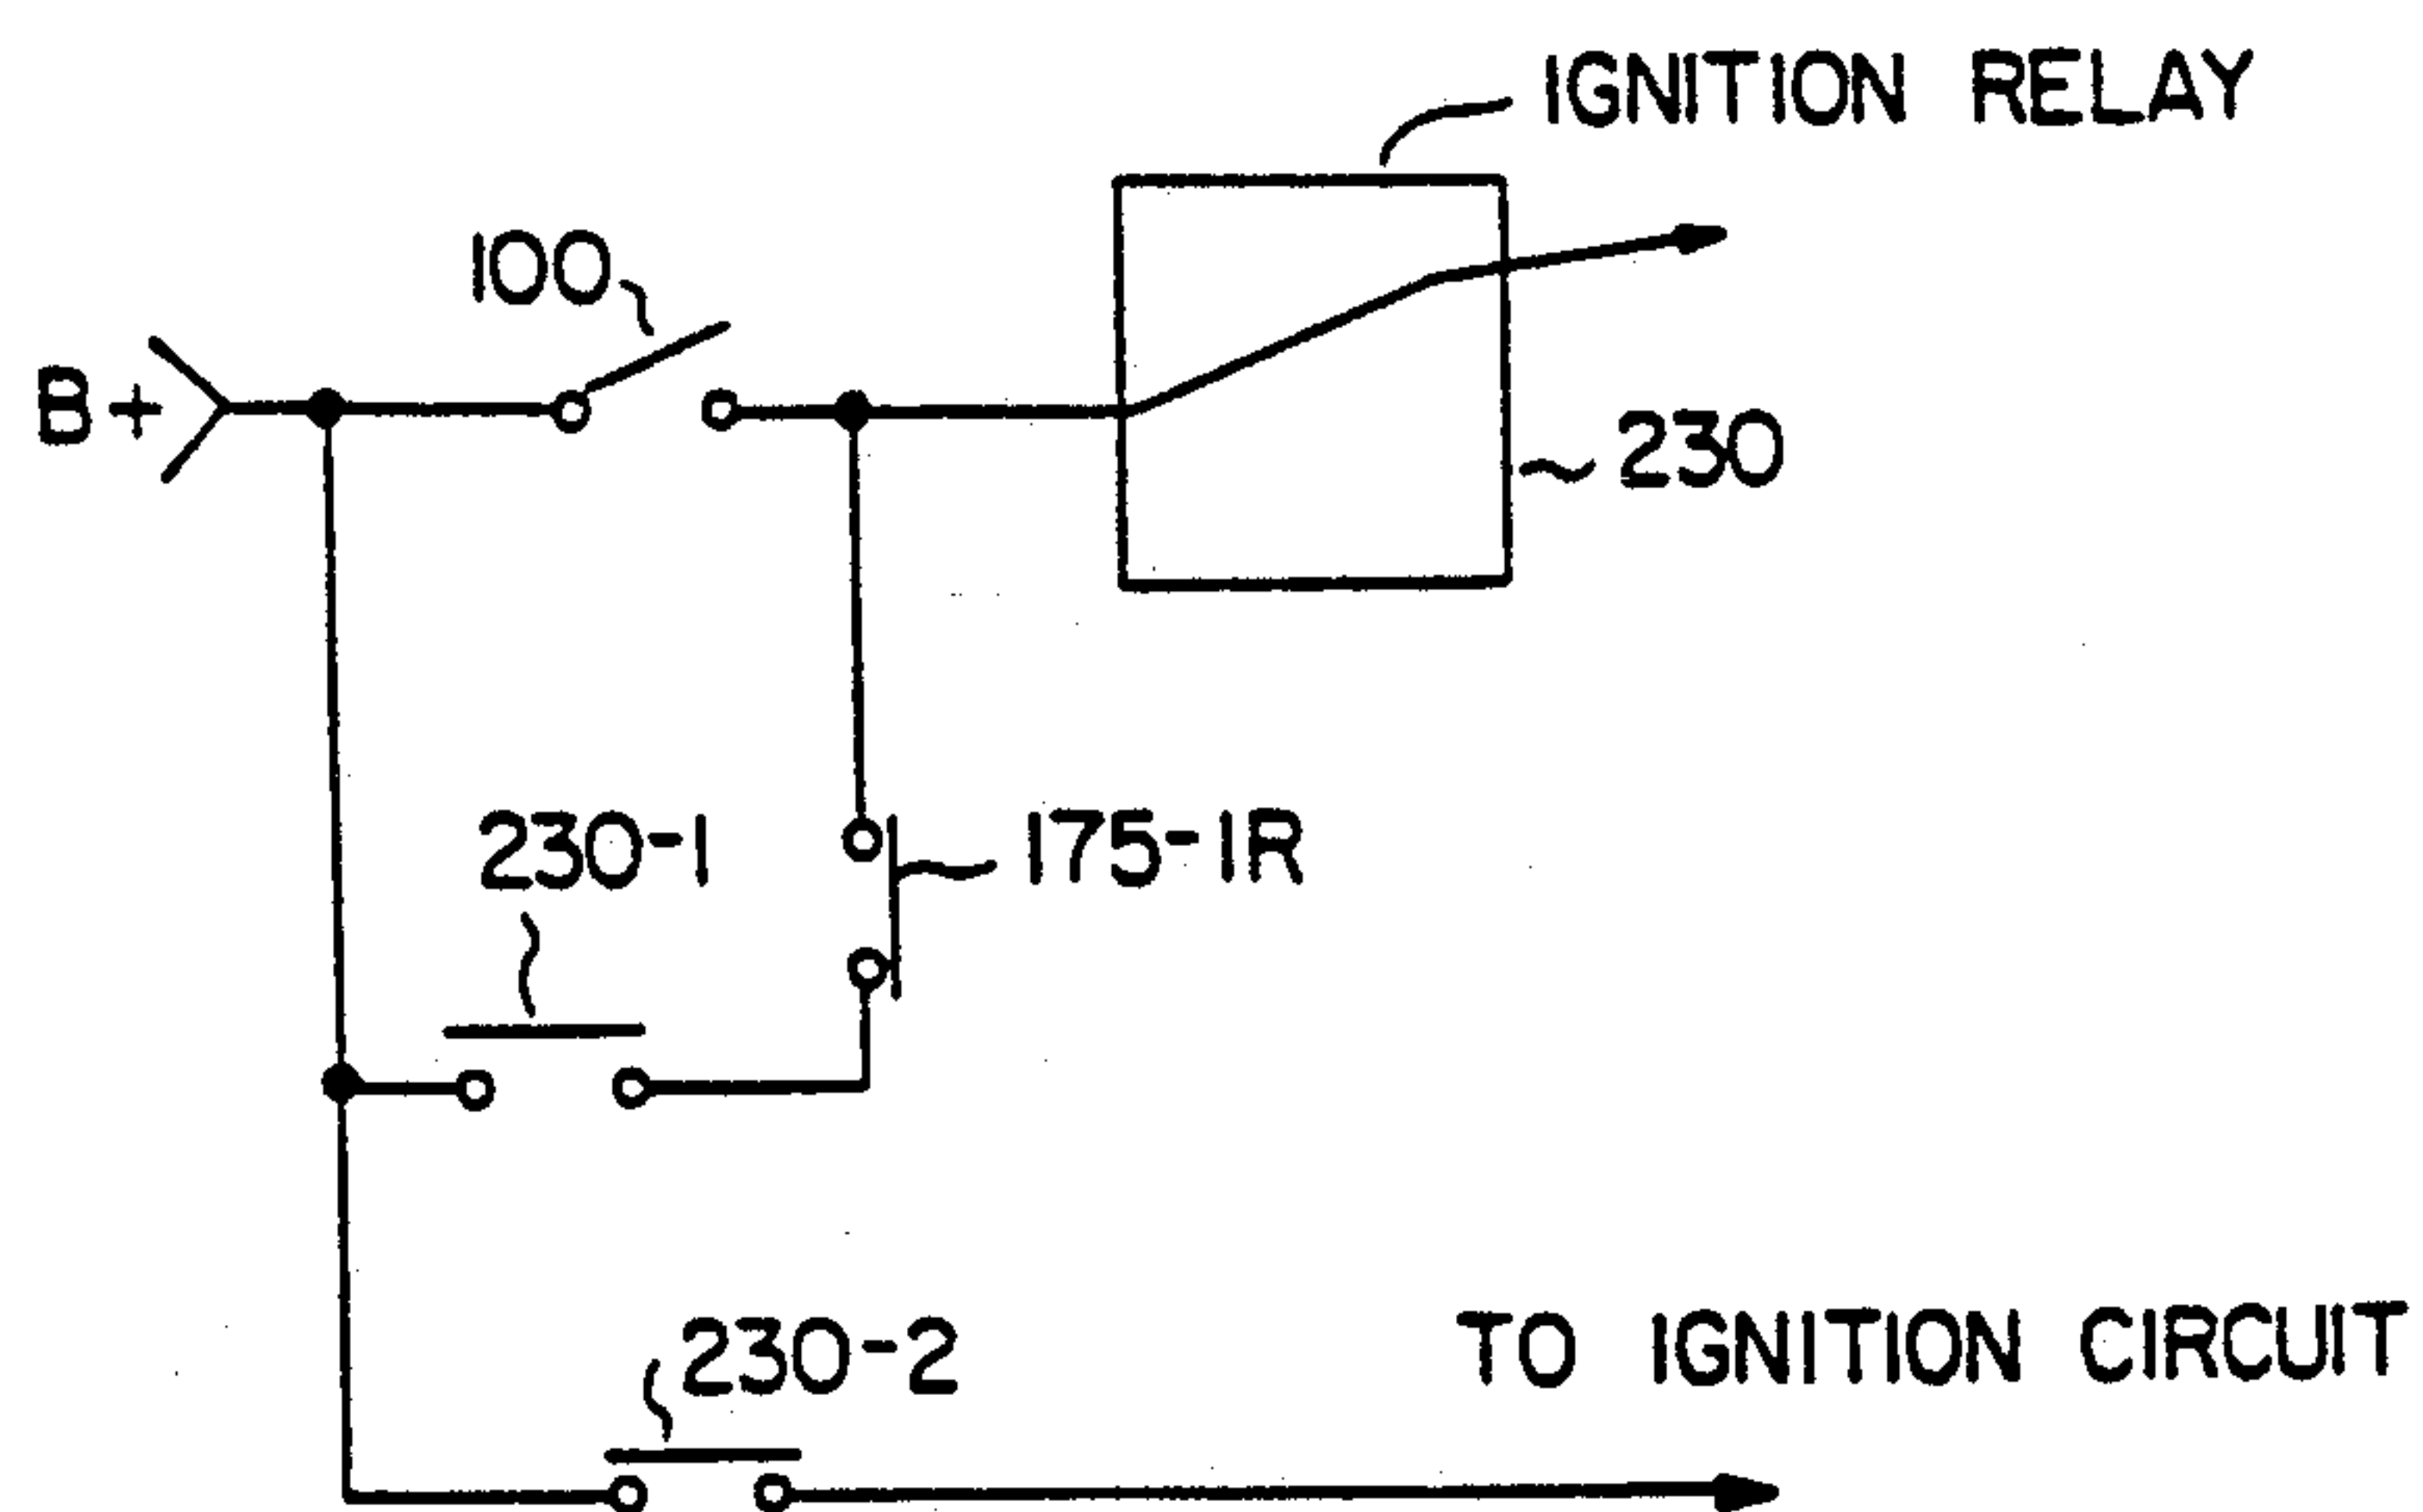 IGNITION RELAY
100
B+
230
230-1
175-1R
230-2
TO IGNITION CIRCUIT